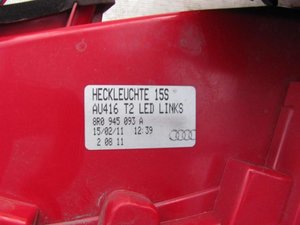 HECKLEUCHTE 15S
AU416 T2 LED LINKS
8R0 945 093 A
15/02/11 12:39
2 08 11